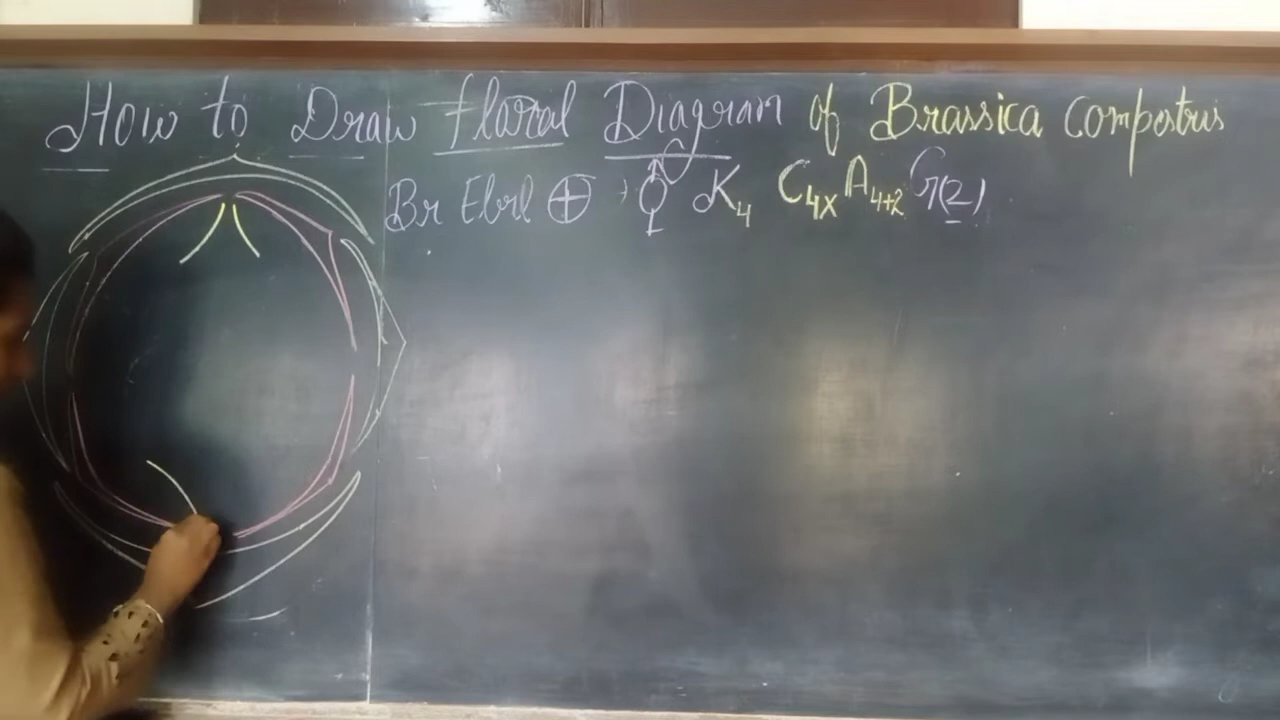 How to Draw Floral Diagram of Brassica Compestris
Br Ebrl ⊕ , ⚥ K4 C4x A4+2 G(2)